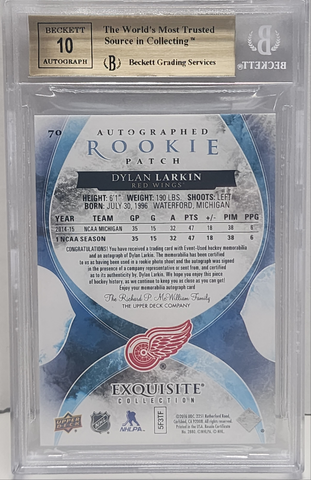 BECKETT
10
AUTOGRAPH
The World's Most Trusted
Source in Collecting™
B Beckett Grading Services
B
BECKETT
70
AUTOGRAPHED
ROOKIE
PATCH
DYLAN LARKIN
RED WINGS™
HEIGHT: 6'1" WEIGHT: 190 LBS. SHOOTS: LEFT
BORN: JULY 30, 1996 WATERFORD, MICHIGAN
YEAR TEAM GP G A PTS +/- PIM PPG
2014-15 NCAA MICHIGAN 35 15 32 47 18 38 6
1 NCAA SEASON 35 15 32 47 18 38 6
CONGRATULATIONS! You have received a trading card with Event-Used hockey memorabilia
and an autograph of Dylan Larkin. The memorabilia has been certified
to us as having been used in a rookie photo shoot and the autograph was signed
in the presence of a company representative or sent from, and certified
as to its authenticity by, Dylan Larkin. We hope you enjoy this piece
of hockey history, as we continue to keep you as close as you can get!
Enjoy your memorabilia autograph card
The Richard P. McWilliam Family
THE UPPER DECK COMPANY
EXQUISITE
COLLECTION
UPPER DECK
NHL
NHLPA
5F3TF